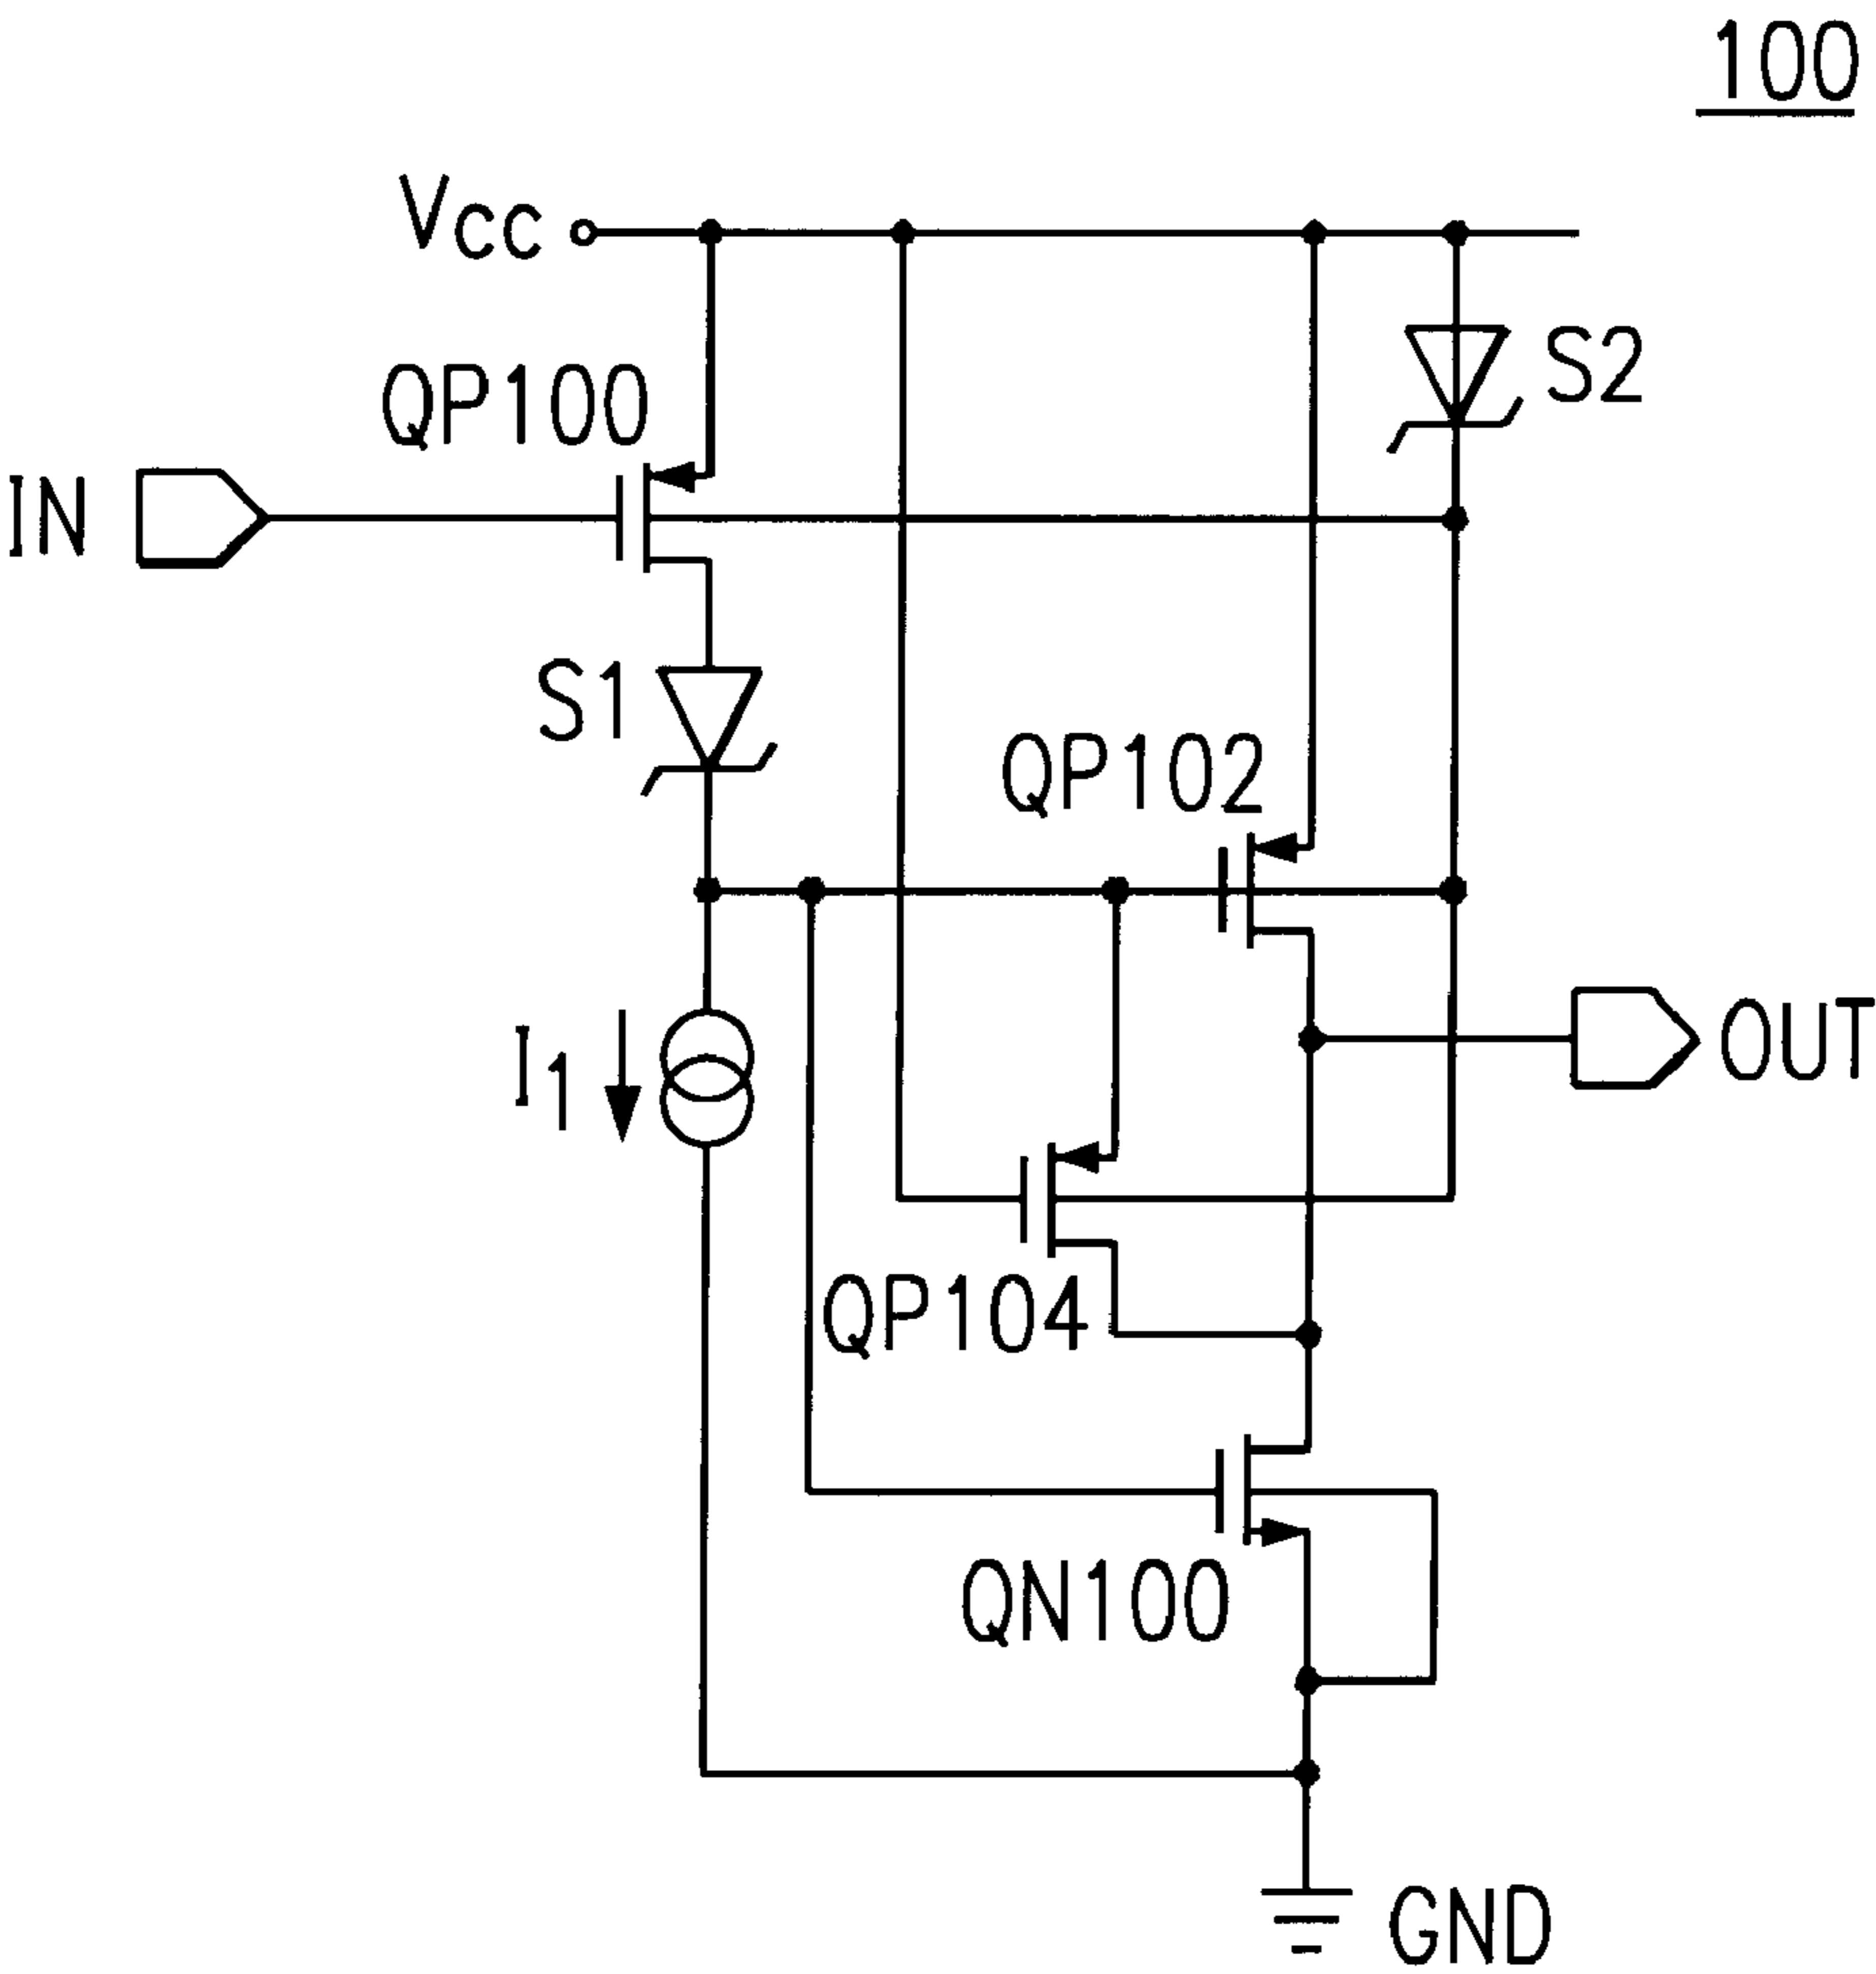 100
VCC
QP100
S2
IN
S1
QP102
I1
OUT
QP104
QN100
GND